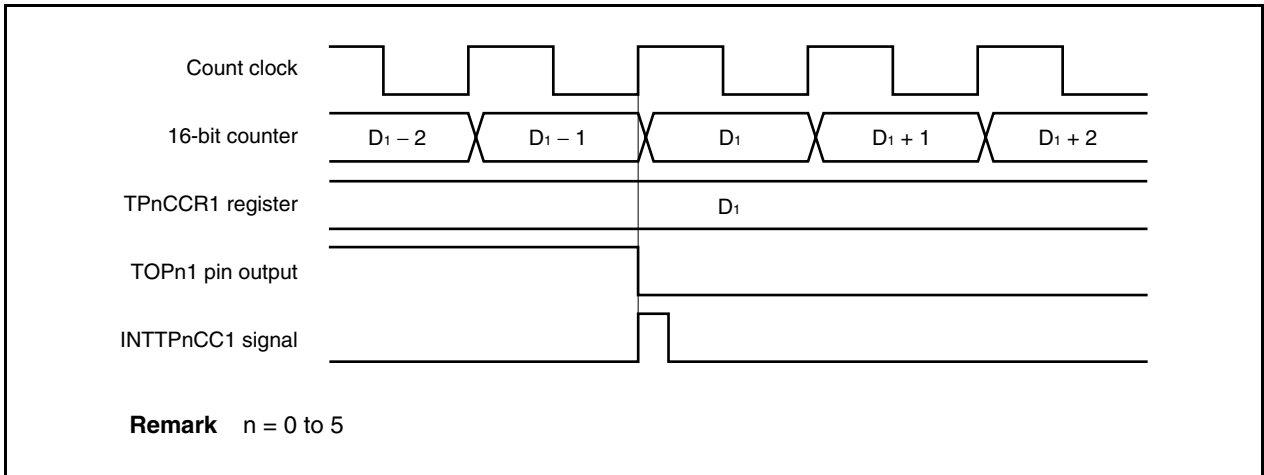 Count clock
16-bit counter D₁ − 2 D₁ − 1 D₁ D₁ + 1 D₁ + 2
TPnCCR1 register D₁
TOPn1 pin output
INTTPnCC1 signal
Remark n = 0 to 5